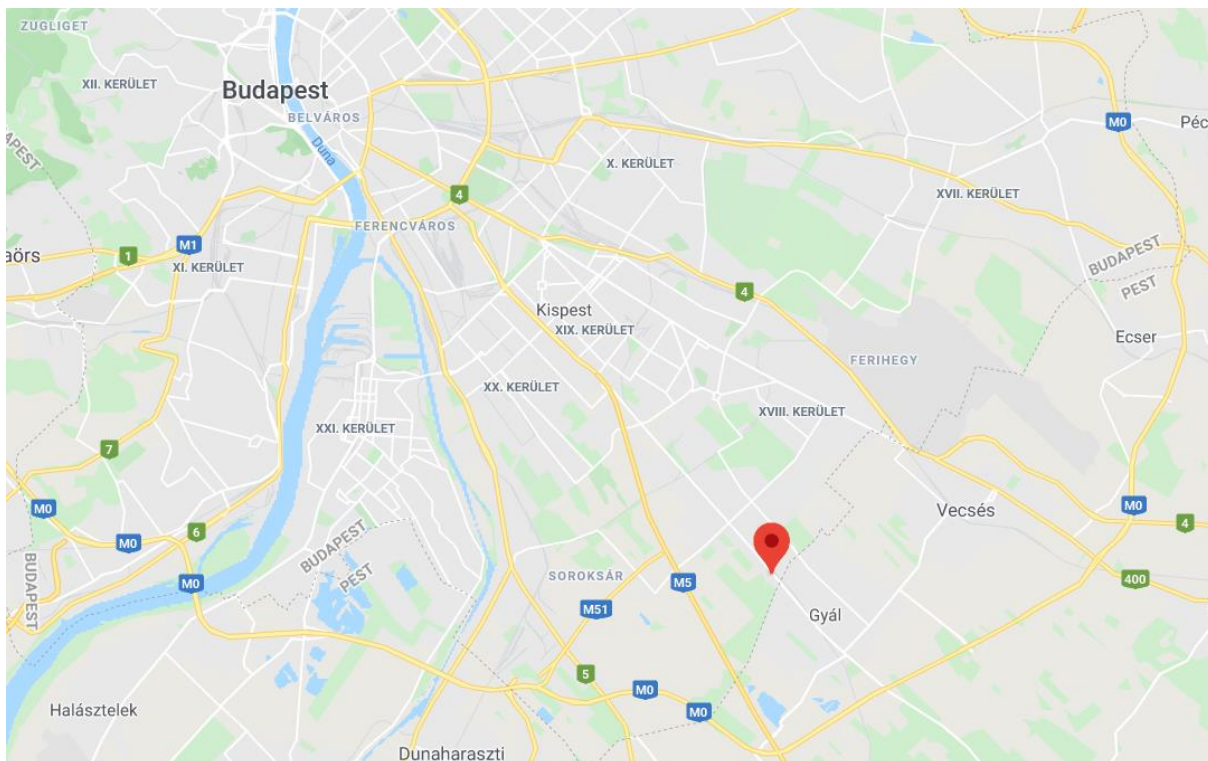 ZUGLIGET
XII. KERÜLET
Budapest
BELVÁROS
Duna
M0
Péc
APEST
X. KERÜLET
XVII. KERÜLET
4
FERENCVÁROS
M1
aörs
1
XI. KERÜLET
BUDAPEST
PEST
4
Kispest
XIX. KERÜLET
Ecser
FERIHEGY
XX. KERÜLET
XVIII. KERÜLET
XXI. KERÜLET
7
M0
M0
Vecsés
4
6
M0
BUDAPEST
PEST
BUDAPEST
M0
SOROKSÁR
M5
400
M51
Gyál
5
M0
M0
Halásztelek
Dunaharaszti